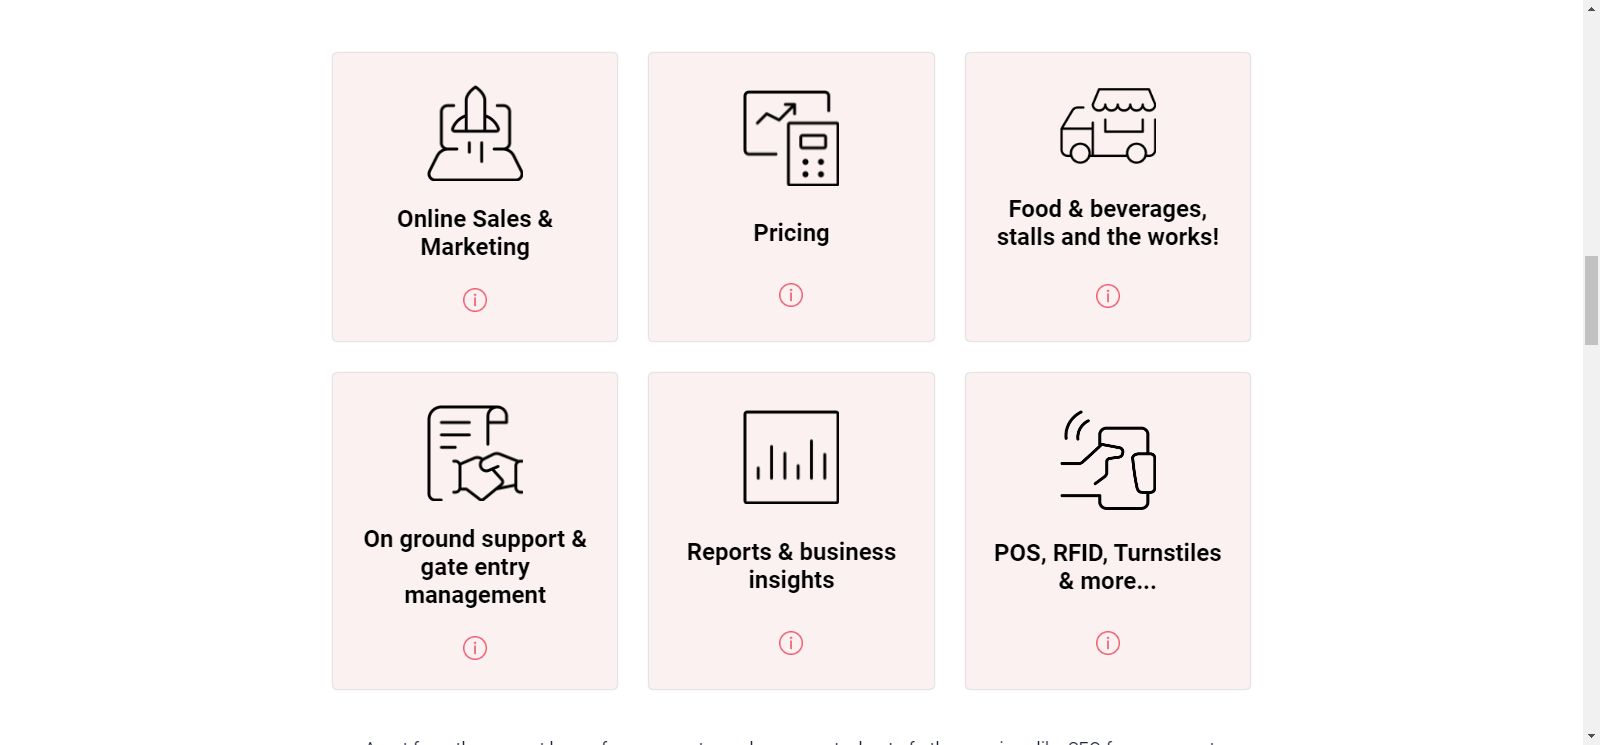 Online Sales &
Marketing
Pricing
Food & beverages,
stalls and the works!
On ground support &
gate entry
management
Reports & business
insights
POS, RFID, Turnstiles
& more...